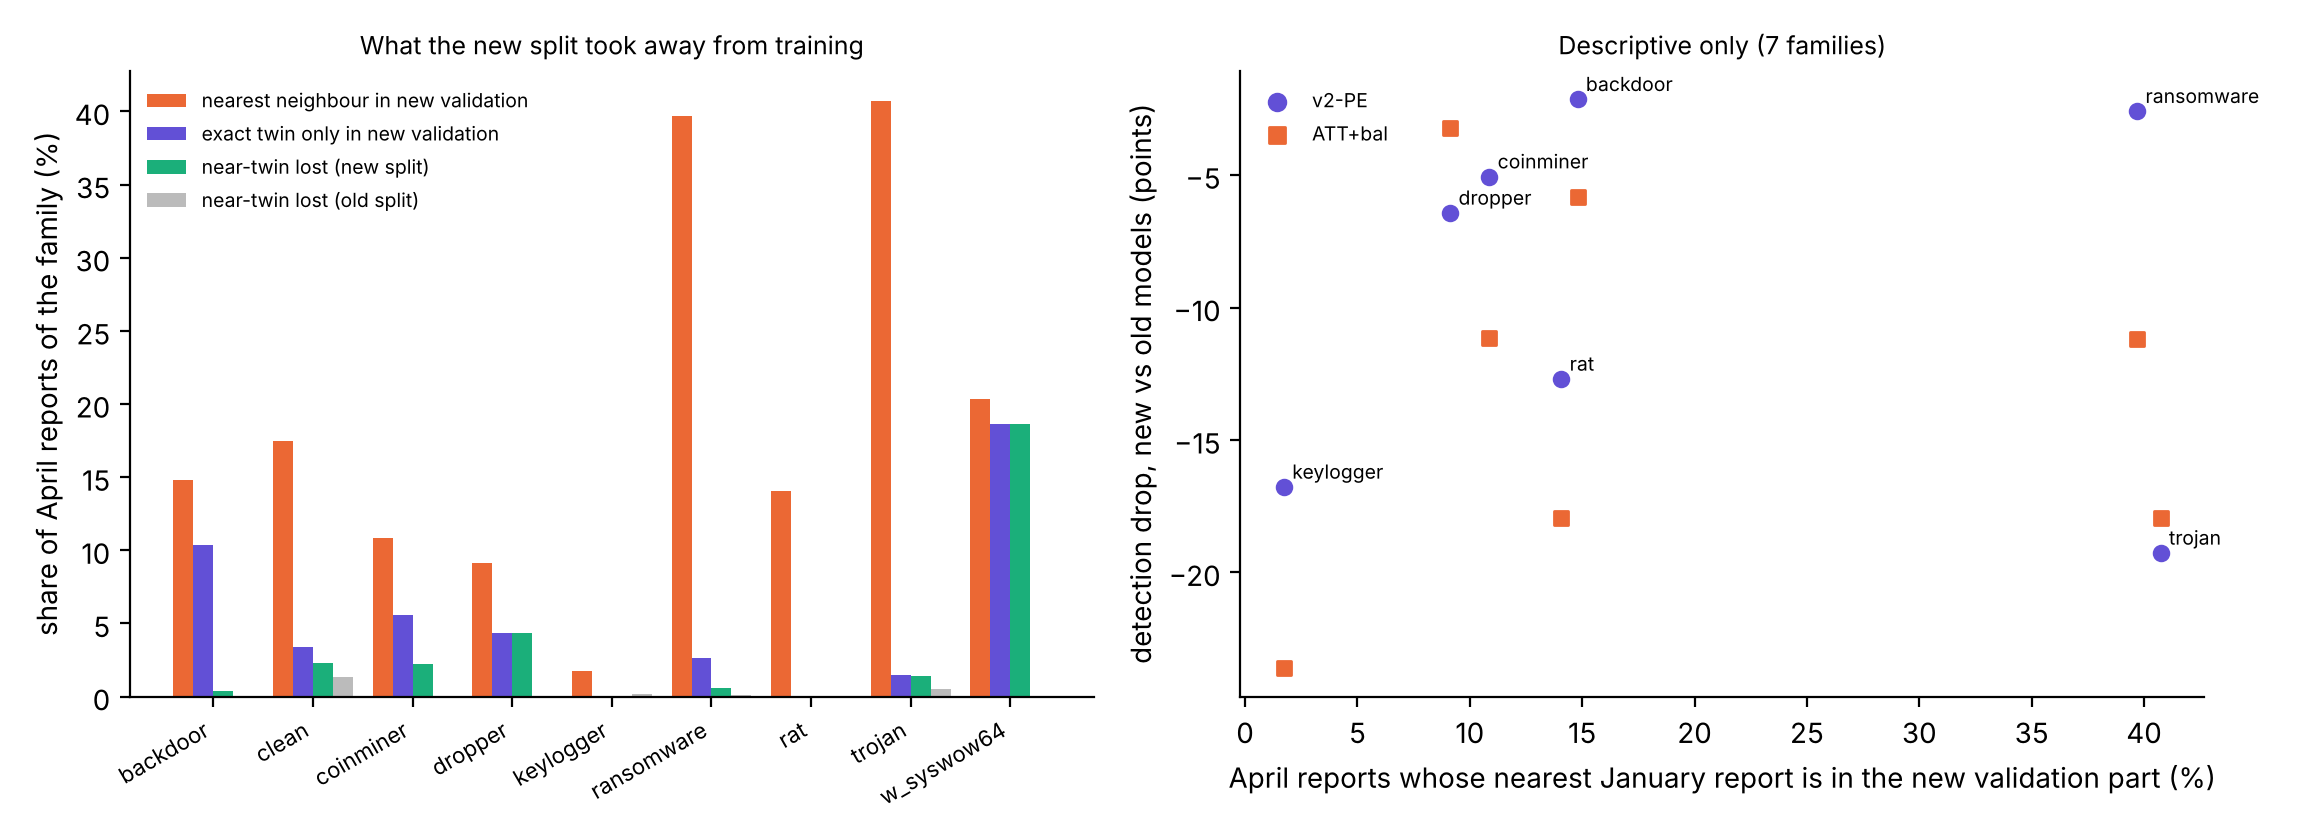 What the new split took away from training
nearest neighbour in new validation
exact twin only in new validation
near-twin lost (new split)
near-twin lost (old split)
share of April reports of the family (%)
40
35
30
25
20
15
10
5
0
backdoor
clean
coinminer
dropper
keylogger
ransomware
rat
trojan
w_syswow64
Descriptive only (7 families)
v2-PE
ATT+bal
detection drop, new vs old models (points)
−5
−10
−15
−20
backdoor
ransomware
coinminer
dropper
rat
keylogger
trojan
0 5 10 15 20 25 30 35 40
April reports whose nearest January report is in the new validation part (%)